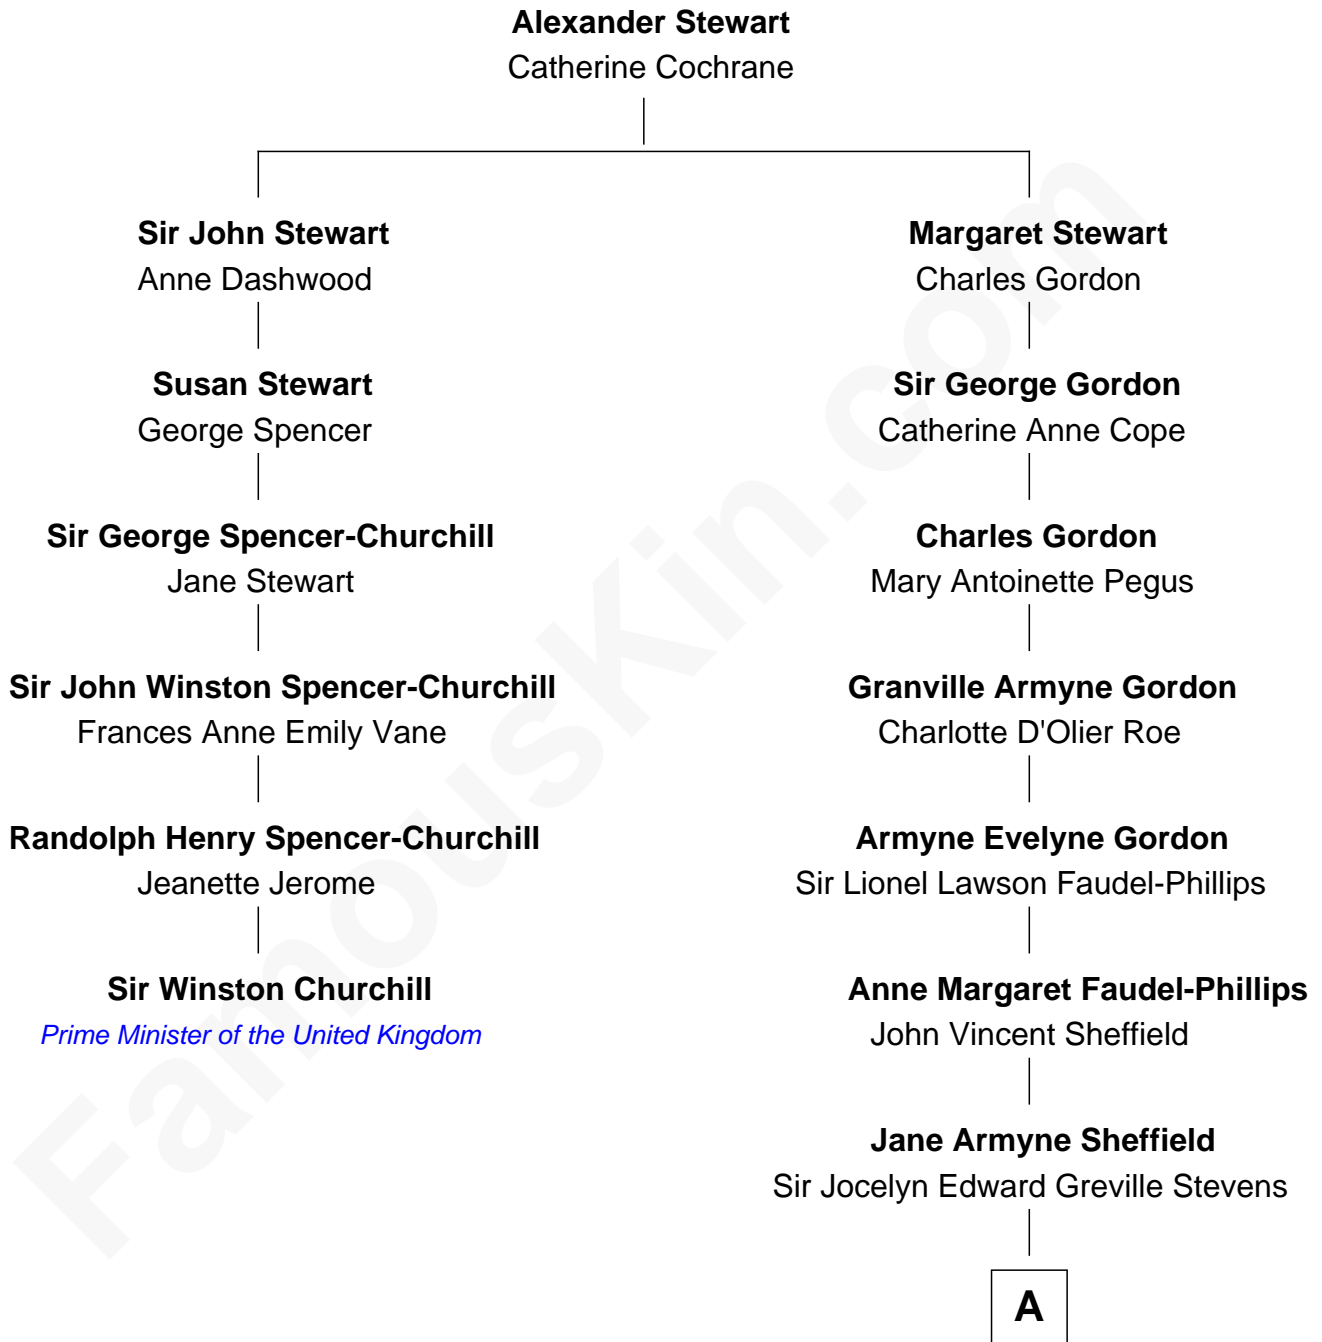 Alexander Stewart
Catherine Cochrane
Sir John Stewart
Anne Dashwood
Margaret Stewart
Charles Gordon
Susan Stewart
George Spencer
Sir George Gordon
Catherine Anne Cope
Sir George Spencer-Churchill
Jane Stewart
Charles Gordon
Mary Antoinette Pegus
Sir John Winston Spencer-Churchill
Frances Anne Emily Vane
Granville Armyne Gordon
Charlotte D'Olier Roe
Randolph Henry Spencer-Churchill
Jeanette Jerome
Armyne Evelyne Gordon
Sir Lionel Lawson Faudel-Phillips
Sir Winston Churchill
Prime Minister of the United Kingdom
Anne Margaret Faudel-Phillips
John Vincent Sheffield
Jane Armyne Sheffield
Sir Jocelyn Edward Greville Stevens
A
FamousKin.com